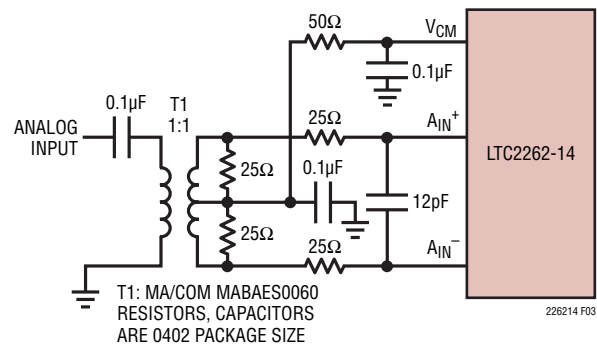 50Ω
V_CM
0.1µF
0.1µF
T1
1:1
25Ω
A_IN+
ANALOG
INPUT
LTC2262-14
25Ω
0.1µF
12pF
25Ω
25Ω
A_IN–
T1: MA/COM MABAES0060
RESISTORS, CAPACITORS
ARE 0402 PACKAGE SIZE
226214 F03